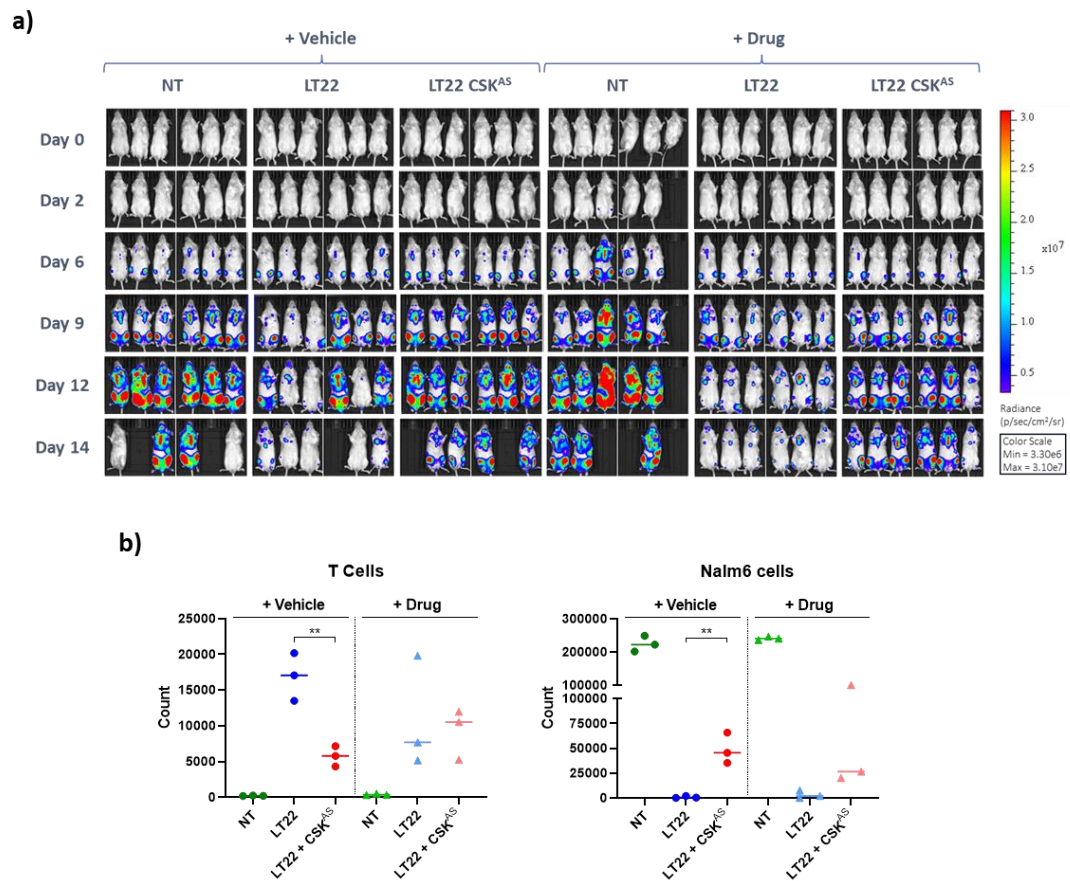 a)
+ Vehicle + Drug
NT LT22 LT22 CSKᴬˢ NT LT22 LT22 CSKᴬˢ
Day 0
Day 2
Day 6
Day 9
Day 12
Day 14
3.0
2.5
2.0
x10⁷
1.5
1.0
0.5
Radiance
(p/sec/cm²/sr)
Color Scale
Min = 3.30e6
Max = 3.10e7
b)
T Cells
+ Vehicle + Drug
**
25000
20000
15000
10000
5000
0
Count
NT LT22 LT22 + CSKᴬˢ NT LT22 LT22 + CSKᴬˢ
Nalm6 cells
+ Vehicle + Drug
**
300000
200000
100000
100000
75000
50000
25000
0
Count
NT LT22 LT22 + CSKᴬˢ NT LT22 LT22 + CSKᴬˢ